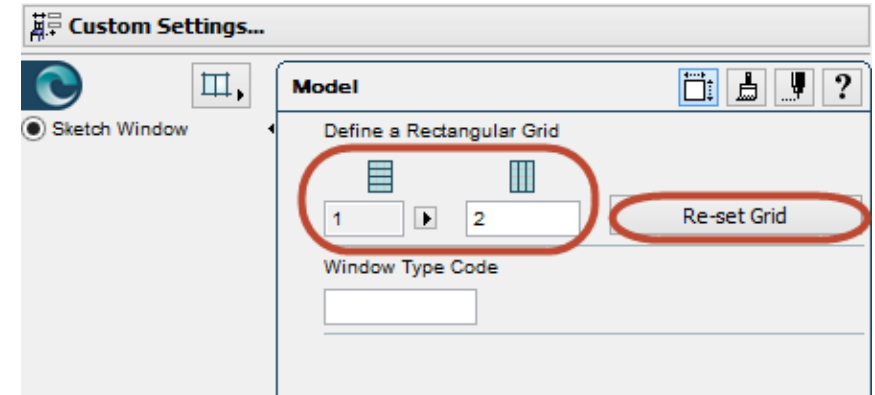 Custom Settings...
Model
?
Sketch Window
Define a Rectangular Grid
1
2
Re-set Grid
Window Type Code